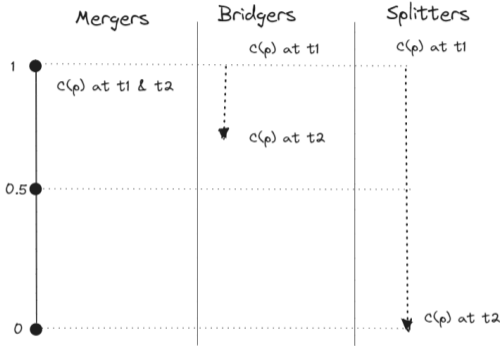 Mergers Bridgers Splitters
c(p) at t1 c(p) at t1
1
c(p) at t1 & t2
c(p) at t2
0.5
c(p) at t2
0